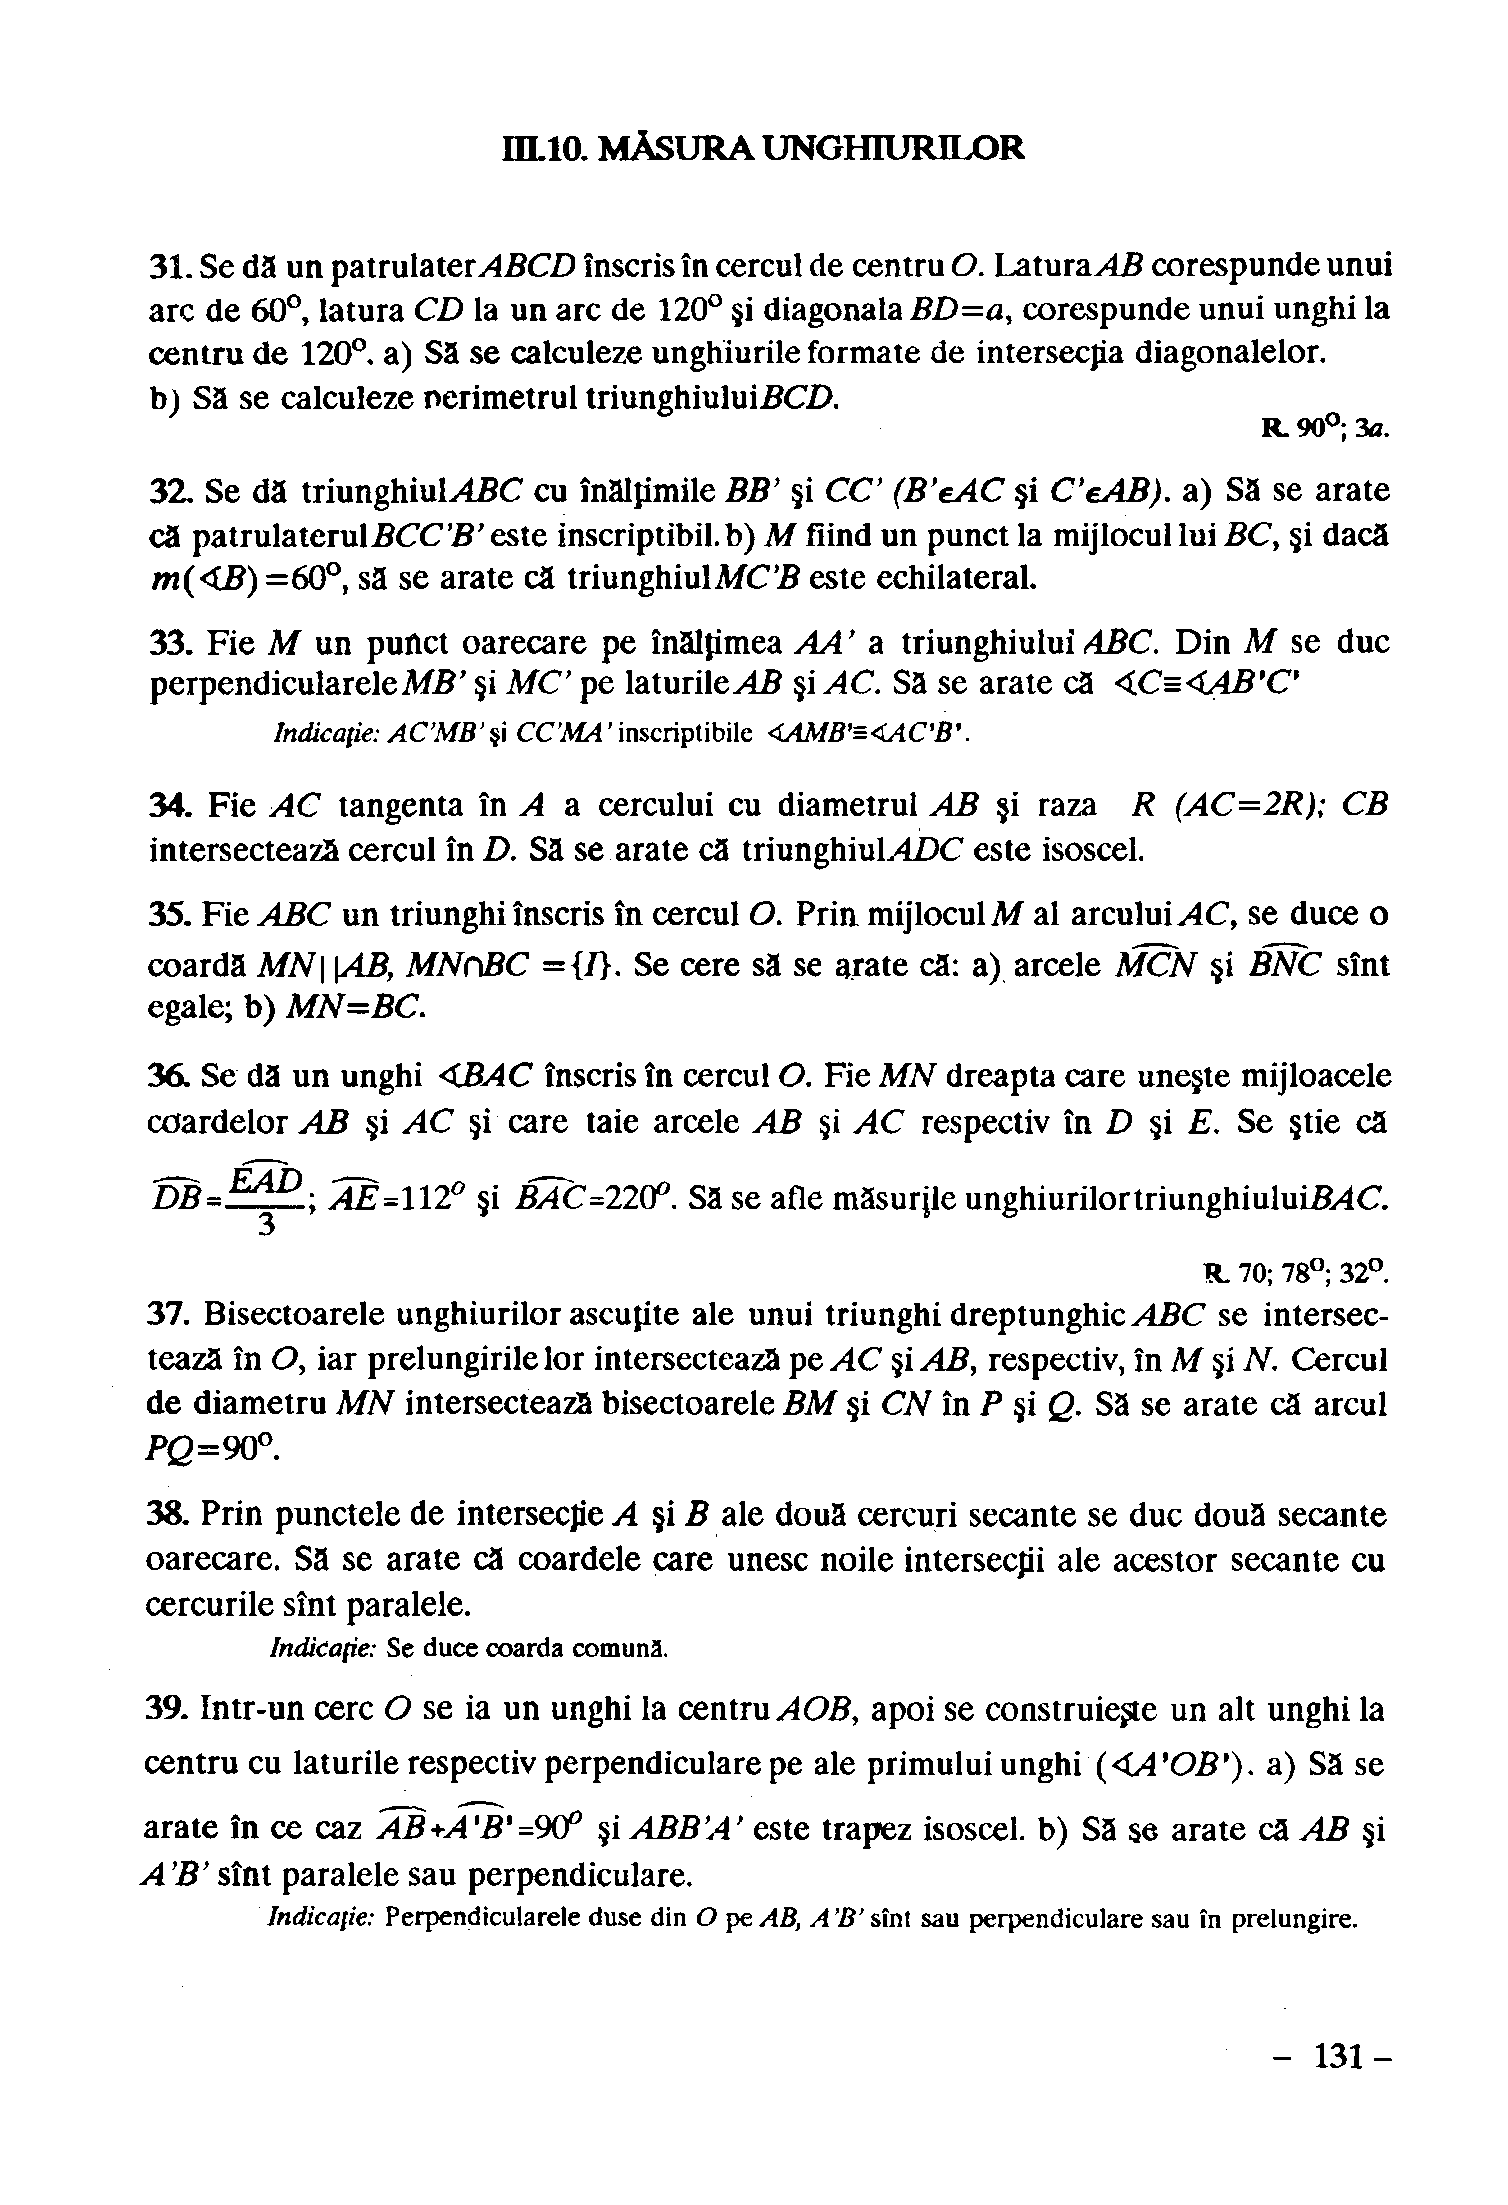 III.10. MĂSURA UNGHIURILOR
31. Se dă un patrulater ABCD înscris în cercul de centru O. Latura AB corespunde unui
arc de 60°, latura CD la un arc de 120° şi diagonala BD=a, corespunde unui unghi la
centru de 120°. a) Să se calculeze unghiurile formate de intersecţia diagonalelor.
b) Să se calculeze perimetrul triunghiului BCD.
R. 90°; 3a.
32. Se dă triunghiul ABC cu înălţimile BB' şi CC' (B'∈AC şi C'∈AB). a) Să se arate
că patrulaterul BCC'B' este inscriptibil. b) M fiind un punct la mijlocul lui BC, şi dacă
m(∢B)=60°, să se arate că triunghiul MC'B este echilateral.
33. Fie M un punct oarecare pe înălţimea AA' a triunghiului ABC. Din M se duc
perpendicularele MB' şi MC' pe laturile AB şi AC. Să se arate că ∢C≡∢AB'C'
Indicaţie: AC'MB' şi CC'MA' inscriptibile ∢AMB'≡∢AC'B'.
34. Fie AC tangenta în A a cercului cu diametrul AB şi raza R (AC=2R); CB
intersectează cercul în D. Să se arate că triunghiul ADC este isoscel.
35. Fie ABC un triunghi înscris în cercul O. Prin mijlocul M al arcului AC, se duce o
coardă MN||AB, MN∩BC ={I}. Se cere să se arate că: a) arcele MCN şi BNC sînt
egale; b) MN=BC.
36. Se dă un unghi ∢BAC înscris în cercul O. Fie MN dreapta care uneşte mijloacele
coardelor AB şi AC şi care taie arcele AB şi AC respectiv în D şi E. Se ştie că
DB=EAD/3; AE=112° şi BAC=220°. Să se afle măsurile unghiurilor triunghiului BAC.
R. 70; 78°; 32°.
37. Bisectoarele unghiurilor ascuţite ale unui triunghi dreptunghic ABC se intersec-
tează în O, iar prelungirile lor intersectează pe AC şi AB, respectiv, în M şi N. Cercul
de diametru MN intersectează bisectoarele BM şi CN în P şi Q. Să se arate că arcul
PQ=90°.
38. Prin punctele de intersecţie A şi B ale două cercuri secante se duc două secante
oarecare. Să se arate că coardele care unesc noile intersecţii ale acestor secante cu
cercurile sînt paralele.
Indicaţie: Se duce coarda comună.
39. Intr-un cerc O se ia un unghi la centru AOB, apoi se construieşte un alt unghi la
centru cu laturile respectiv perpendiculare pe ale primului unghi (∢A'OB'). a) Să se
arate în ce caz AB+A'B'=90° şi ABB'A' este trapez isoscel. b) Să se arate că AB şi
A'B' sînt paralele sau perpendiculare.
Indicaţie: Perpendicularele duse din O pe AB, A'B' sînt sau perpendiculare sau în prelungire.
- 131 -